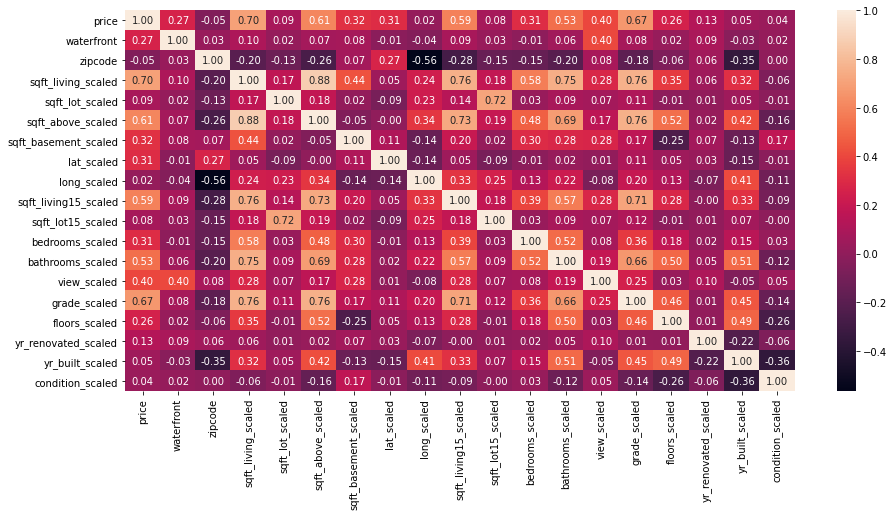 price 1.00 0.27 -0.05 0.70 0.09 0.61 0.32 0.31 0.02 0.59 0.08 0.31 0.53 0.40 0.67 0.26 0.13 0.05 0.04
waterfront 0.27 1.00 0.03 0.10 0.02 0.07 0.08 -0.01 -0.04 0.09 0.03 -0.01 0.06 0.40 0.08 0.02 0.09 -0.03 0.02
zipcode -0.05 0.03 1.00 -0.20 -0.13 -0.26 0.07 0.27 -0.56 -0.28 -0.15 -0.15 -0.20 0.08 -0.18 -0.06 0.06 -0.35 0.00
sqft_living_scaled 0.70 0.10 -0.20 1.00 0.17 0.88 0.44 0.05 0.24 0.76 0.18 0.58 0.75 0.28 0.76 0.35 0.06 0.32 -0.06
sqft_lot_scaled 0.09 0.02 -0.13 0.17 1.00 0.18 0.02 -0.09 0.23 0.14 0.72 0.03 0.09 0.07 0.11 -0.01 0.01 0.05 -0.01
sqft_above_scaled 0.61 0.07 -0.26 0.88 0.18 1.00 -0.05 -0.00 0.34 0.73 0.19 0.48 0.69 0.17 0.76 0.52 0.02 0.42 -0.16
sqft_basement_scaled 0.32 0.08 0.07 0.44 0.02 -0.05 1.00 0.11 -0.14 0.20 0.02 0.30 0.28 0.28 0.17 -0.25 0.07 -0.13 0.17
lat_scaled 0.31 -0.01 0.27 0.05 -0.09 -0.00 0.11 1.00 -0.14 0.05 -0.09 -0.01 0.02 0.01 0.11 0.05 0.03 -0.15 -0.01
long_scaled 0.02 -0.04 -0.56 0.24 0.23 0.34 -0.14 -0.14 1.00 0.33 0.25 0.13 0.22 -0.08 0.20 0.13 -0.07 0.41 -0.11
sqft_living15_scaled 0.59 0.09 -0.28 0.76 0.14 0.73 0.20 0.05 0.33 1.00 0.18 0.39 0.57 0.28 0.71 0.28 -0.00 0.33 -0.09
sqft_lot15_scaled 0.08 0.03 -0.15 0.18 0.72 0.19 0.02 -0.09 0.25 0.18 1.00 0.03 0.09 0.07 0.12 -0.01 0.01 0.07 -0.00
bedrooms_scaled 0.31 -0.01 -0.15 0.58 0.03 0.48 0.30 -0.01 0.13 0.39 0.03 1.00 0.52 0.08 0.36 0.18 0.02 0.15 0.03
bathrooms_scaled 0.53 0.06 -0.20 0.75 0.09 0.69 0.28 0.02 0.22 0.57 0.09 0.52 1.00 0.19 0.66 0.50 0.05 0.51 -0.12
view_scaled 0.40 0.40 0.08 0.28 0.07 0.17 0.28 0.01 -0.08 0.28 0.07 0.08 0.19 1.00 0.25 0.03 0.10 -0.05 0.05
grade_scaled 0.67 0.08 -0.18 0.76 0.11 0.76 0.17 0.11 0.20 0.71 0.12 0.36 0.66 0.25 1.00 0.46 0.01 0.45 -0.14
floors_scaled 0.26 0.02 -0.06 0.35 -0.01 0.52 -0.25 0.05 0.13 0.28 -0.01 0.18 0.50 0.03 0.46 1.00 0.01 0.49 -0.26
yr_renovated_scaled 0.13 0.09 0.06 0.06 0.01 0.02 0.07 0.03 -0.07 -0.00 0.01 0.02 0.05 0.10 0.01 0.01 1.00 -0.22 -0.06
yr_built_scaled 0.05 -0.03 -0.35 0.32 0.05 0.42 -0.13 -0.15 0.41 0.33 0.07 0.15 0.51 -0.05 0.45 0.49 -0.22 1.00 -0.36
condition_scaled 0.04 0.02 0.00 -0.06 -0.01 -0.16 0.17 -0.01 -0.11 -0.09 -0.00 0.03 -0.12 0.05 -0.14 -0.26 -0.06 -0.36 1.00
price
waterfront
zipcode
sqft_living_scaled
sqft_lot_scaled
sqft_above_scaled
sqft_basement_scaled
lat_scaled
long_scaled
sqft_living15_scaled
sqft_lot15_scaled
bedrooms_scaled
bathrooms_scaled
view_scaled
grade_scaled
floors_scaled
yr_renovated_scaled
yr_built_scaled
condition_scaled
1.0
0.8
0.6
0.4
0.2
0.0
−0.2
−0.4